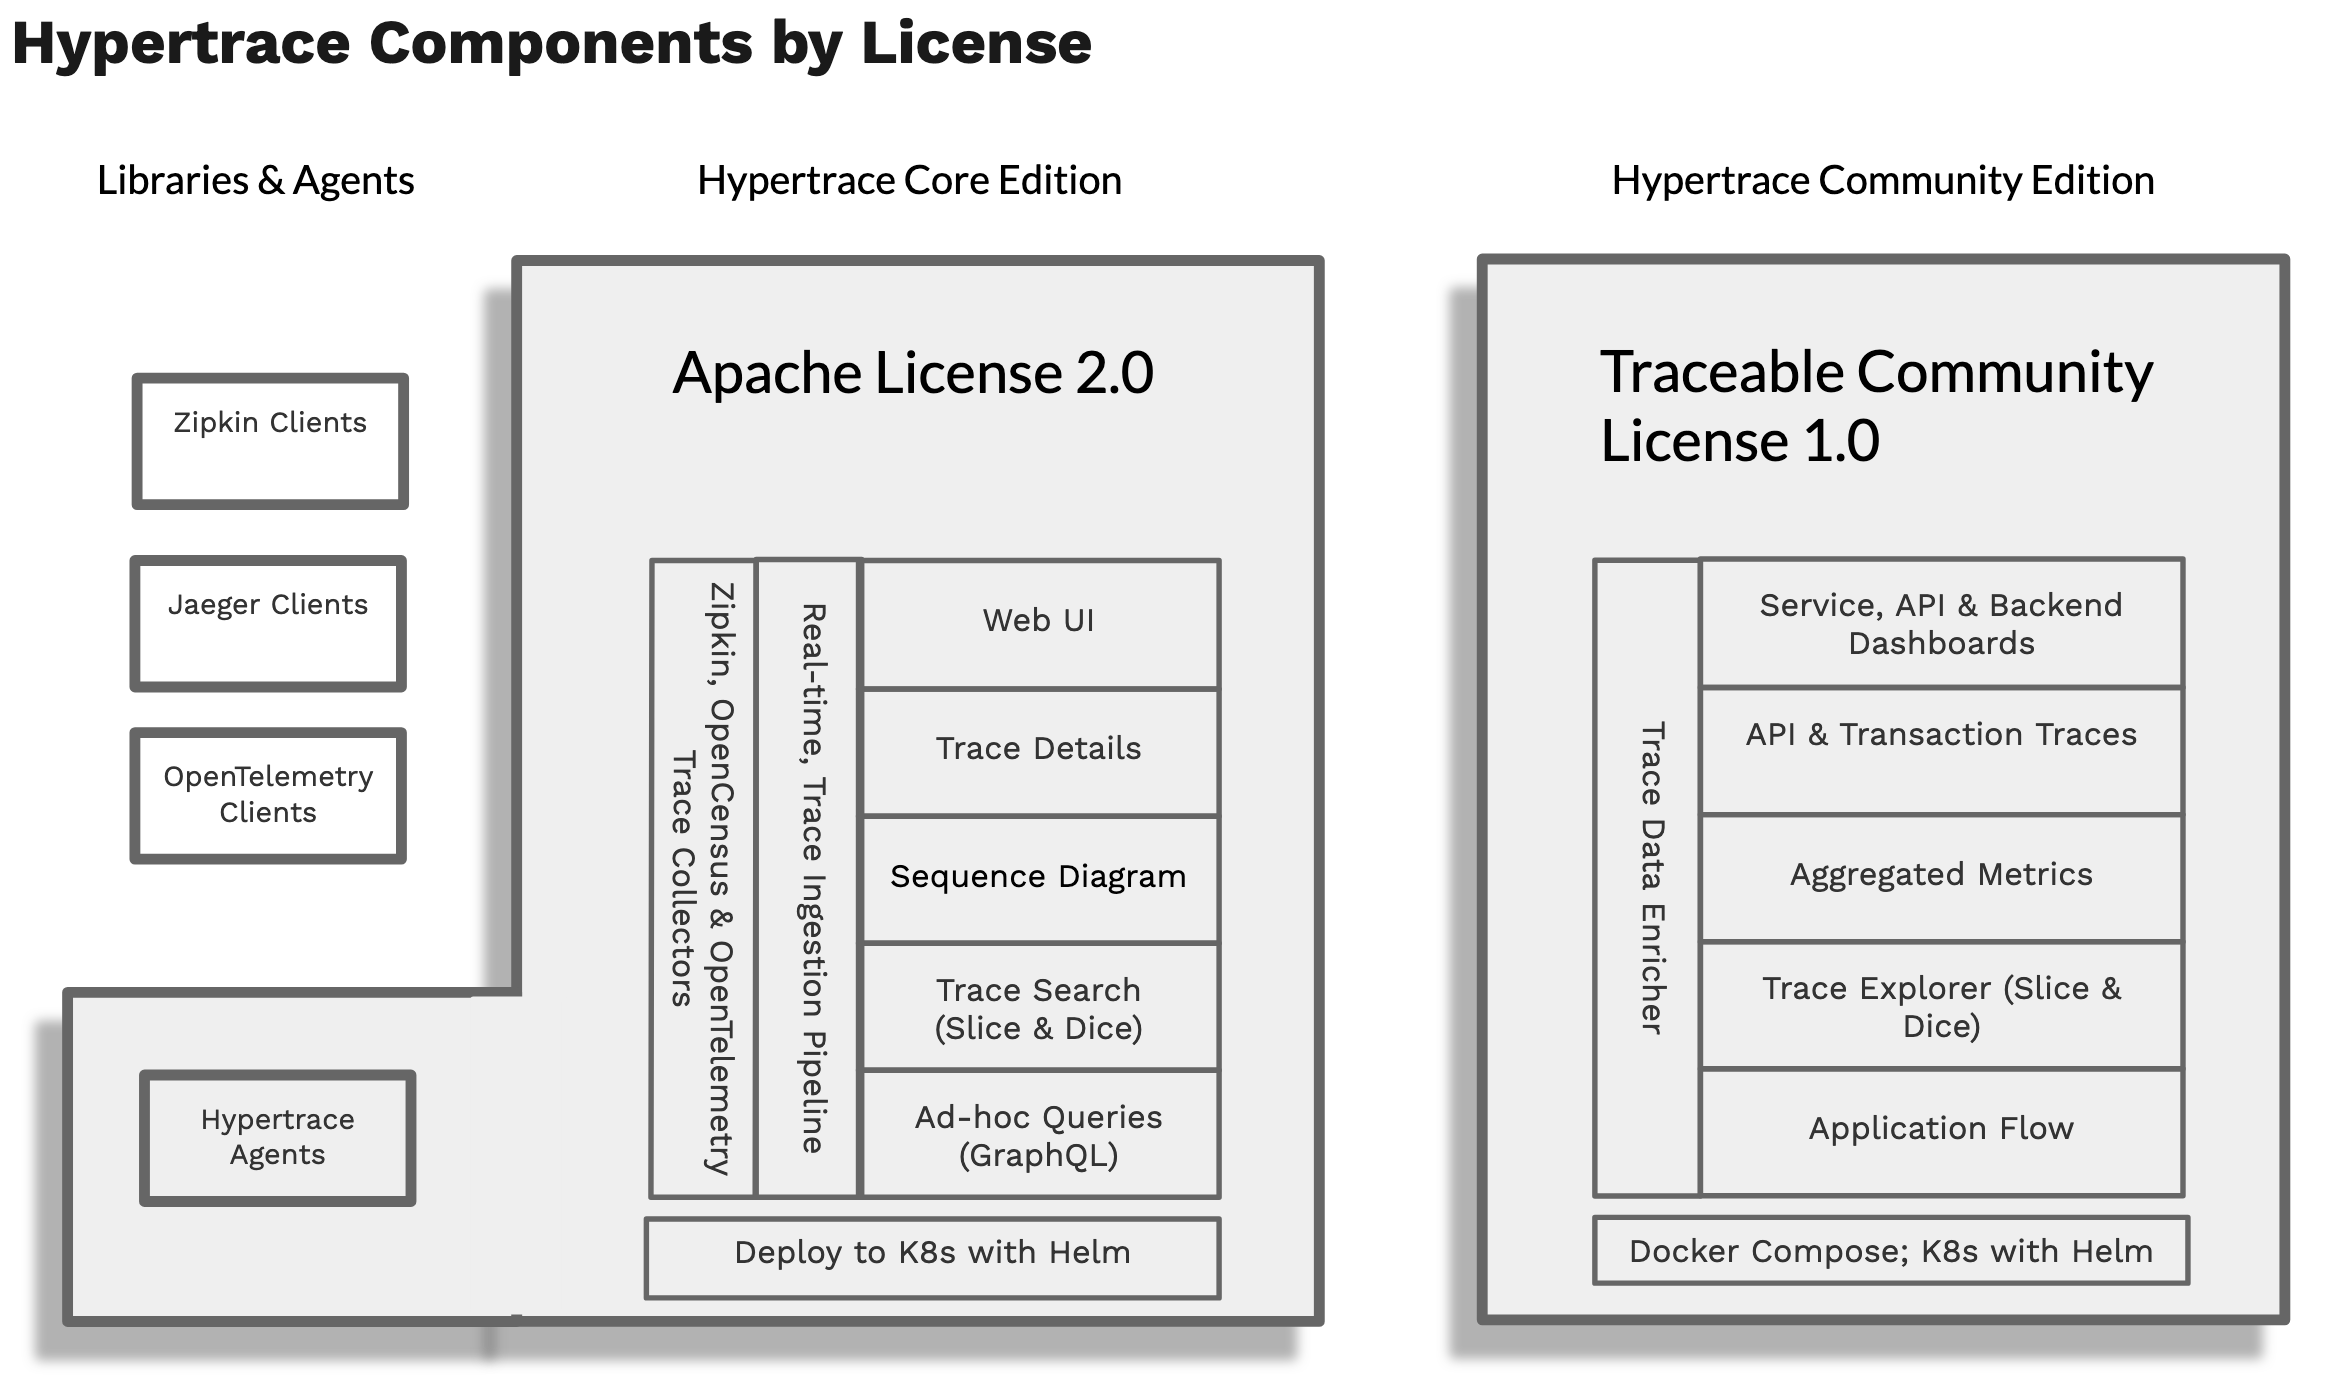 Hypertrace Components by License
Libraries & Agents
Hypertrace Core Edition
Hypertrace Community Edition
Zipkin Clients
Jaeger Clients
OpenTelemetry
Clients
Hypertrace
Agents
Apache License 2.0
Zipkin, OpenCensus & OpenTelemetry
Trace Collectors
Real-time, Trace Ingestion Pipeline
Web UI
Trace Details
Sequence Diagram
Trace Search
(Slice & Dice)
Ad-hoc Queries
(GraphQL)
Deploy to K8s with Helm
Traceable Community
License 1.0
Trace Data Enricher
Service, API & Backend
Dashboards
API & Transaction Traces
Aggregated Metrics
Trace Explorer (Slice &
Dice)
Application Flow
Docker Compose; K8s with Helm